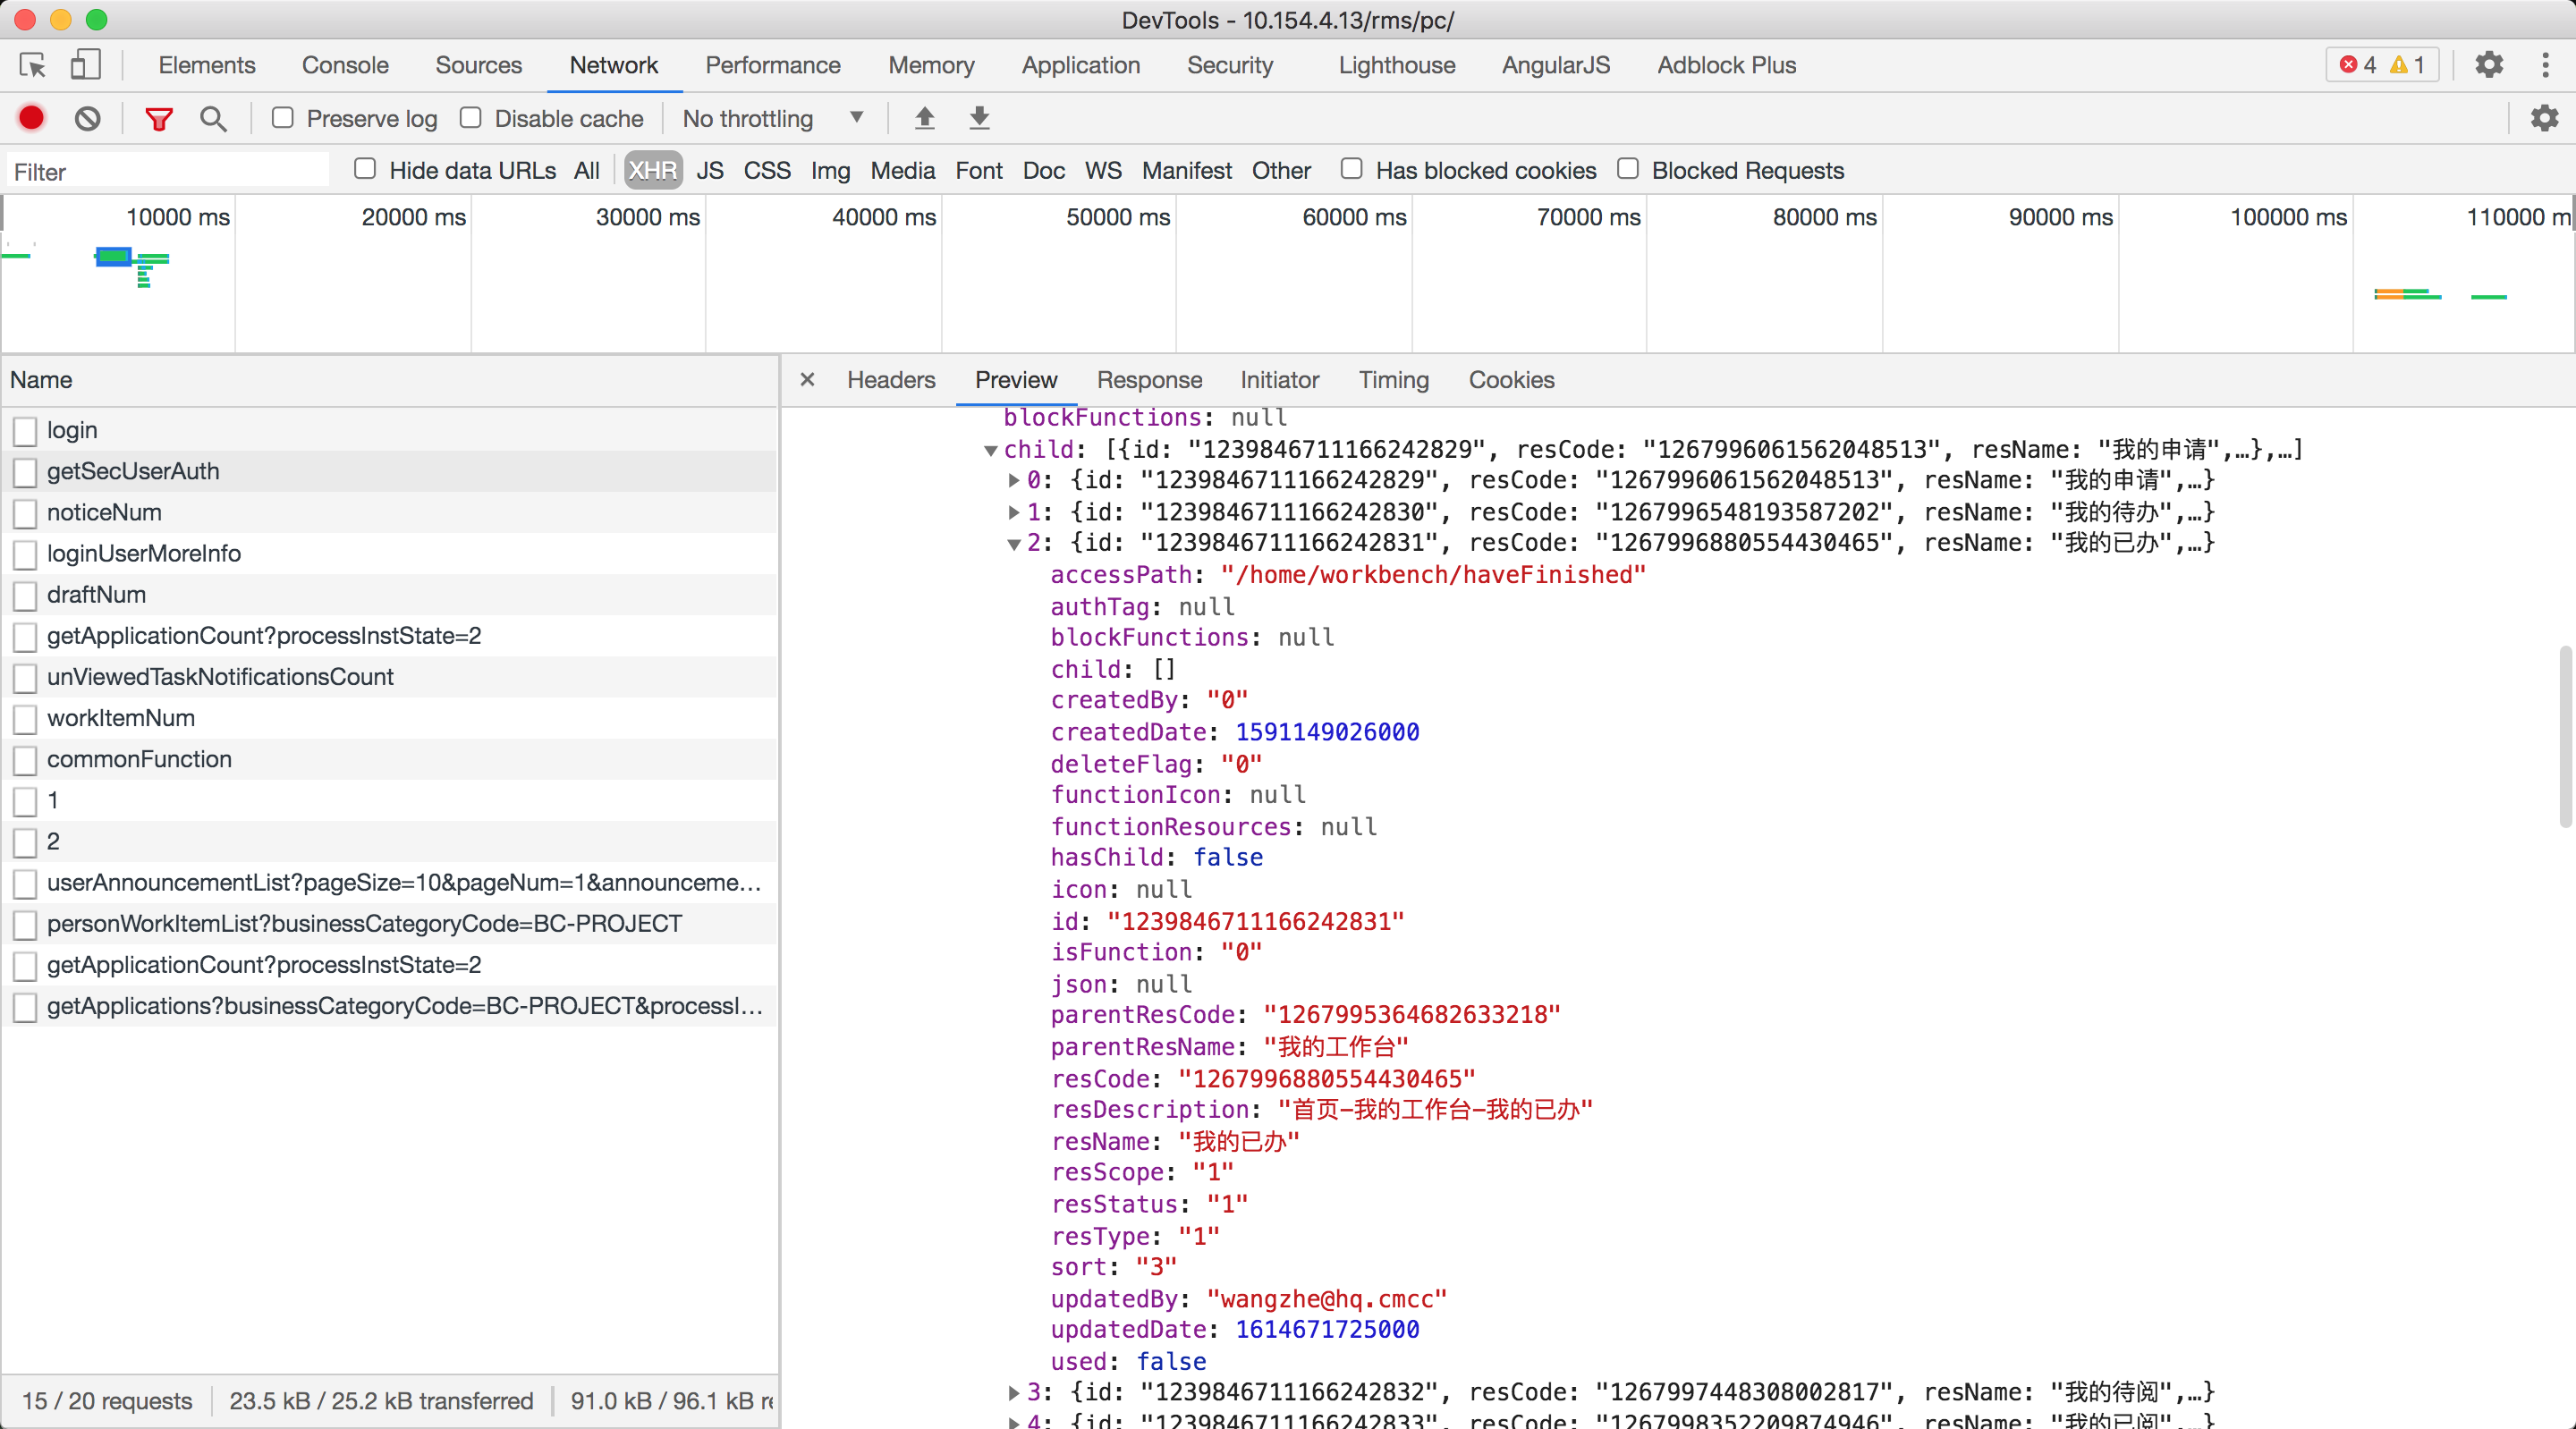 DevTools - 10.154.4.13/rms/pc/
Elements Console Sources Network Performance Memory Application Security Lighthouse AngularJS Adblock Plus 4 1
Preserve log Disable cache No throttling
Filter Hide data URLs All XHR JS CSS Img Media Font Doc WS Manifest Other Has blocked cookies Blocked Requests
10000 ms 20000 ms 30000 ms 40000 ms 50000 ms 60000 ms 70000 ms 80000 ms 90000 ms 100000 ms 110000 m
Name
login
getSecUserAuth
noticeNum
loginUserMoreInfo
draftNum
getApplicationCount?processInstState=2
unViewedTaskNotificationsCount
workItemNum
commonFunction
1
2
userAnnouncementList?pageSize=10&pageNum=1&announceme…
personWorkItemList?businessCategoryCode=BC-PROJECT
getApplicationCount?processInstState=2
getApplications?businessCategoryCode=BC-PROJECT&processI…
15 / 20 requests 23.5 kB / 25.2 kB transferred 91.0 kB / 96.1 kB re
× Headers Preview Response Initiator Timing Cookies
blockFunctions: null
child: [{id: "1239846711166242829", resCode: "1267996061562048513", resName: "我的申请",…},…]
0: {id: "1239846711166242829", resCode: "1267996061562048513", resName: "我的申请",…}
1: {id: "1239846711166242830", resCode: "1267996548193587202", resName: "我的待办",…}
2: {id: "1239846711166242831", resCode: "1267996880554430465", resName: "我的已办",…}
accessPath: "/home/workbench/haveFinished"
authTag: null
blockFunctions: null
child: []
createdBy: "0"
createdDate: 1591149026000
deleteFlag: "0"
functionIcon: null
functionResources: null
hasChild: false
icon: null
id: "1239846711166242831"
isFunction: "0"
json: null
parentResCode: "1267995364682633218"
parentResName: "我的工作台"
resCode: "1267996880554430465"
resDescription: "首页-我的工作台-我的已办"
resName: "我的已办"
resScope: "1"
resStatus: "1"
resType: "1"
sort: "3"
updatedBy: "wangzhe@hq.cmcc"
updatedDate: 1614671725000
used: false
3: {id: "1239846711166242832", resCode: "1267997448308002817", resName: "我的待阅",…}
4: {id: "1239846711166242833", resCode: "1267998352209874946", resName: "我的已阅",…}